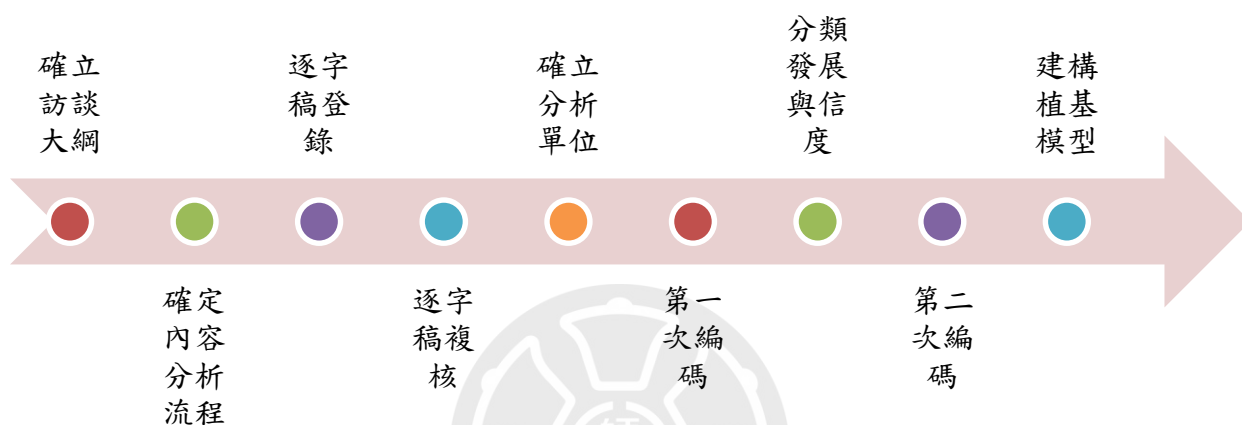 確立
訪談
大綱
確定
內容
分析
流程
逐字
稿登
錄
逐字
稿複
核
確立
分析
單位
第一
次編
碼
分類
發展
與信
度
第二
次編
碼
建構
植基
模型
師